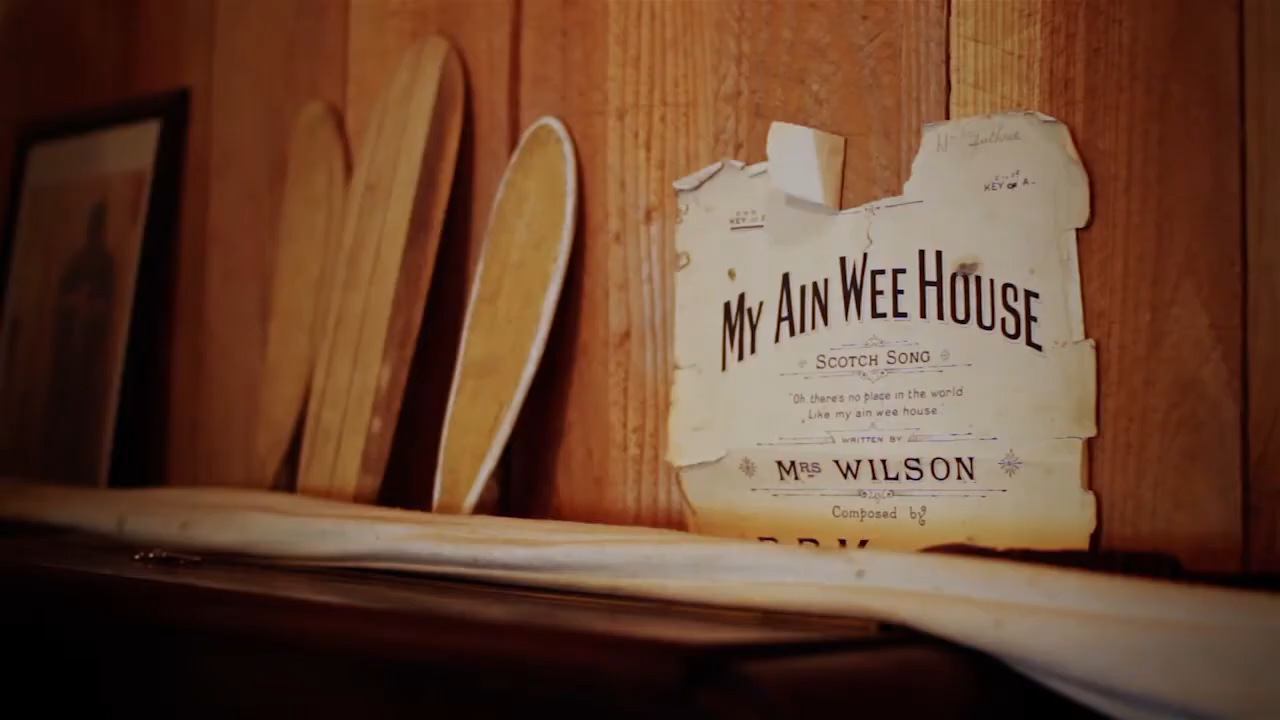 KEY OF A.
MY AIN WEE HOUSE
SCOTCH SONG
"Oh, there's no place in the world
Like my ain wee house."
WRITTEN BY
MRS WILSON
Composed by